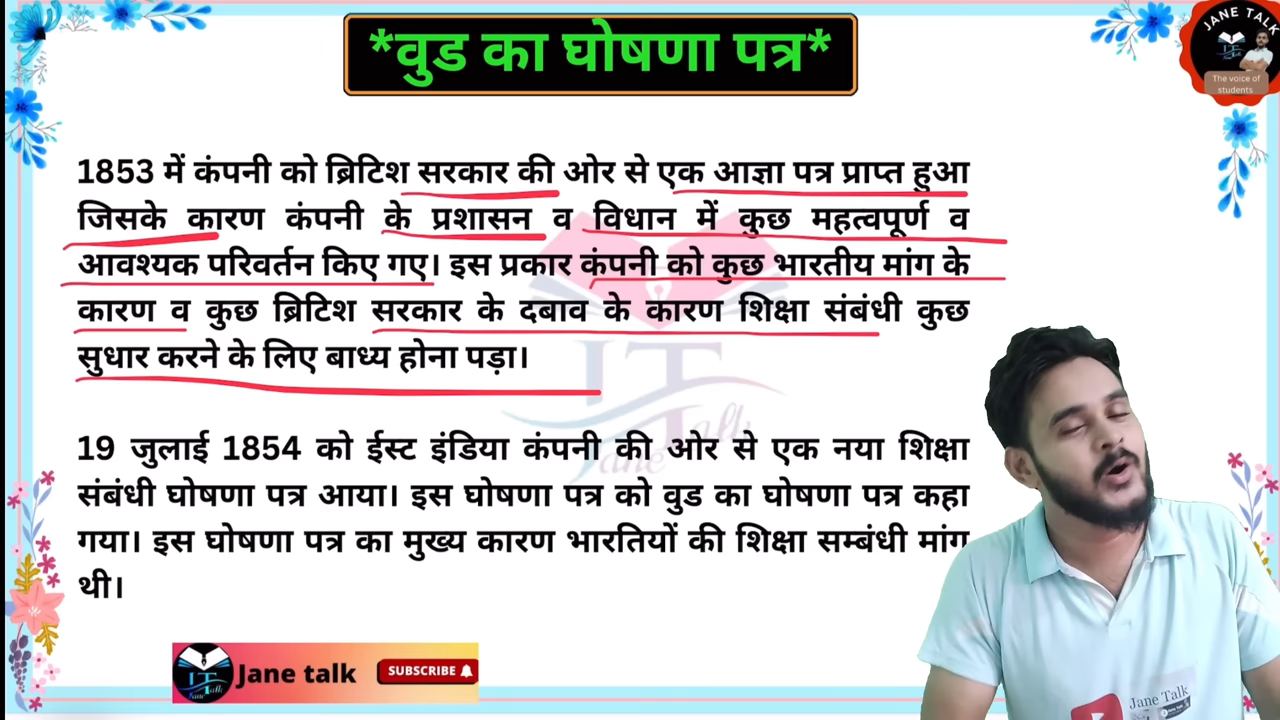 *वुड का घोषणा पत्र*
JANE TALK
The voice of
students
1853 में कंपनी को ब्रिटिश सरकार की ओर से एक आज्ञा पत्र प्राप्त हुआ
जिसके कारण कंपनी के प्रशासन व विधान में कुछ महत्वपूर्ण व
आवश्यक परिवर्तन किए गए। इस प्रकार कंपनी को कुछ भारतीय मांग के
कारण व कुछ ब्रिटिश सरकार के दबाव के कारण शिक्षा संबंधी कुछ
सुधार करने के लिए बाध्य होना पड़ा।
19 जुलाई 1854 को ईस्ट इंडिया कंपनी की ओर से एक नया शिक्षा
संबंधी घोषणा पत्र आया। इस घोषणा पत्र को वुड का घोषणा पत्र कहा
गया। इस घोषणा पत्र का मुख्य कारण भारतियों की शिक्षा सम्बंधी मांग
थी।
Jane talk
SUBSCRIBE
Jane Talk